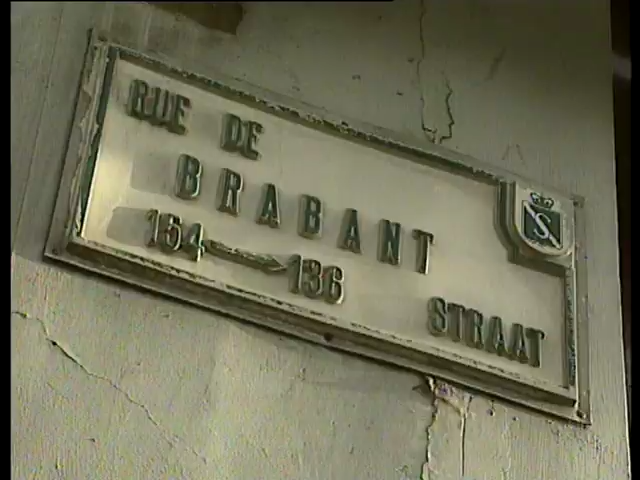 RUE DE
BRABANT
154 → 136
STRAAT
S